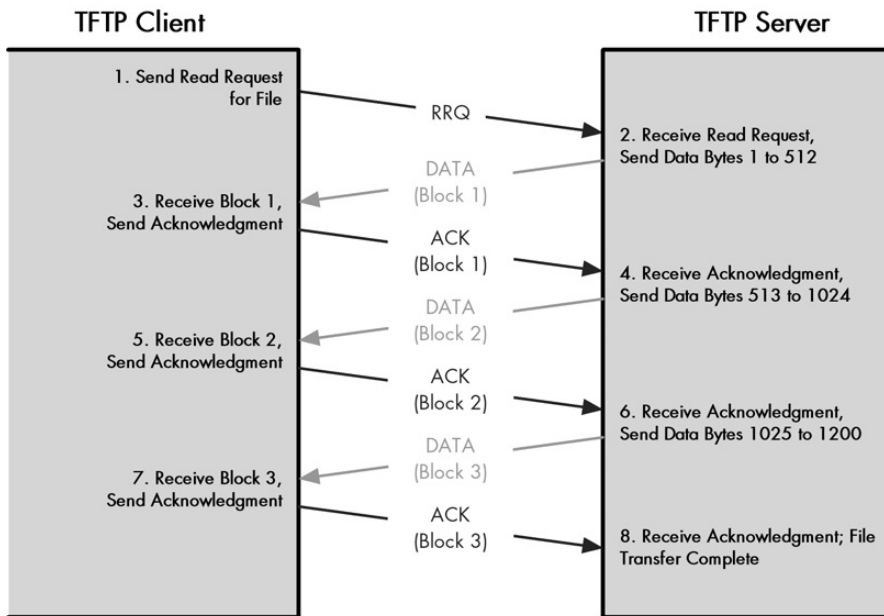 TFTP Client
TFTP Server
1. Send Read Request
for File
RRQ
2. Receive Read Request,
Send Data Bytes 1 to 512
DATA
(Block 1)
3. Receive Block 1,
Send Acknowledgment
ACK
(Block 1)
4. Receive Acknowledgment,
Send Data Bytes 513 to 1024
DATA
(Block 2)
5. Receive Block 2,
Send Acknowledgment
ACK
(Block 2)
6. Receive Acknowledgment,
Send Data Bytes 1025 to 1200
DATA
(Block 3)
7. Receive Block 3,
Send Acknowledgment
ACK
(Block 3)
8. Receive Acknowledgment; File
Transfer Complete